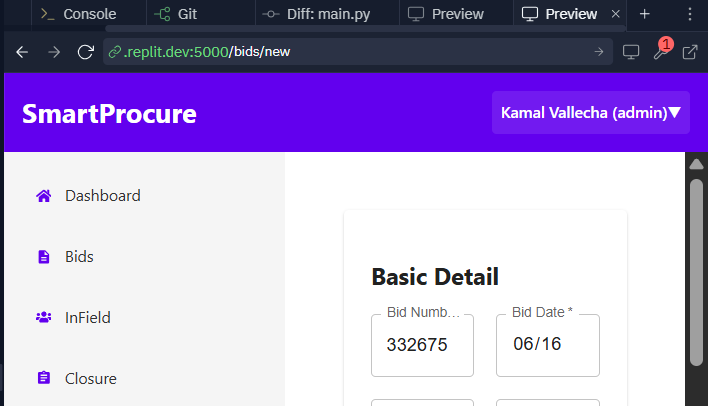 Console
Git
Diff: main.py
Preview
Preview
.replit.dev:5000/bids/new
1
SmartProcure
Kamal Vallecha (admin)▼
Dashboard
Bids
InField
Closure
Basic Detail
Bid Numb...
Bid Date *
332675
06/16